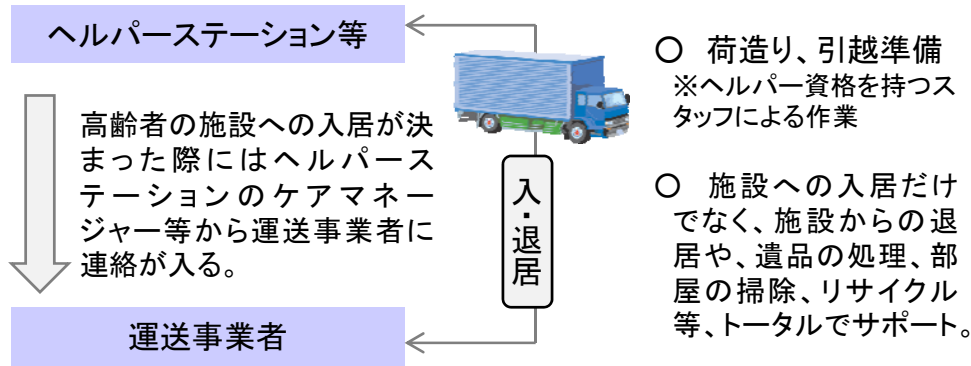 ヘルパーステーション等
高齢者の施設への入居が決
まった際にはヘルパース
テーションのケアマネー
ジャー等から運送事業者に
連絡が入る。
運送事業者
入・退居
○ 荷造り、引越準備
※ヘルパー資格を持つス
タッフによる作業
○ 施設への入居だけ
でなく、施設からの退
居や、遺品の処理、部
屋の掃除、リサイクル
等、トータルでサポート。